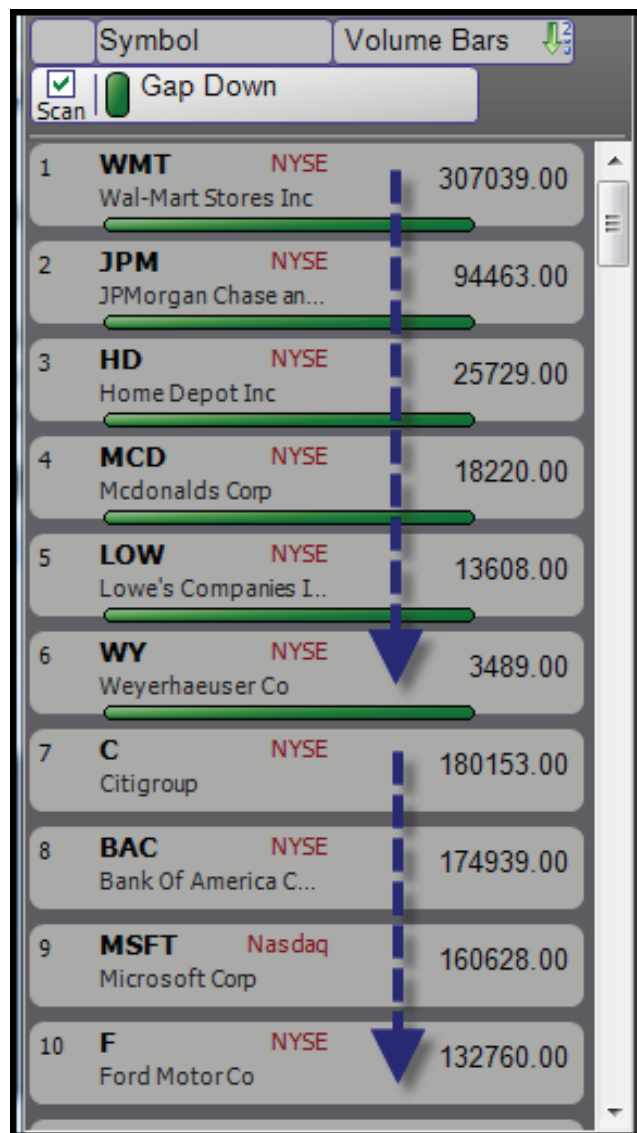 Symbol Volume Bars
Scan Gap Down
1 WMT NYSE 307039.00
Wal-Mart Stores Inc
2 JPM NYSE 94463.00
JPMorgan Chase an...
3 HD NYSE 25729.00
Home Depot Inc
4 MCD NYSE 18220.00
Mcdonalds Corp
5 LOW NYSE 13608.00
Lowe's Companies I..
6 WY NYSE 3489.00
Weyerhaeuser Co
7 C NYSE 180153.00
Citigroup
8 BAC NYSE 174939.00
Bank Of America C...
9 MSFT Nasdaq 160628.00
Microsoft Corp
10 F NYSE 132760.00
Ford Motor Co